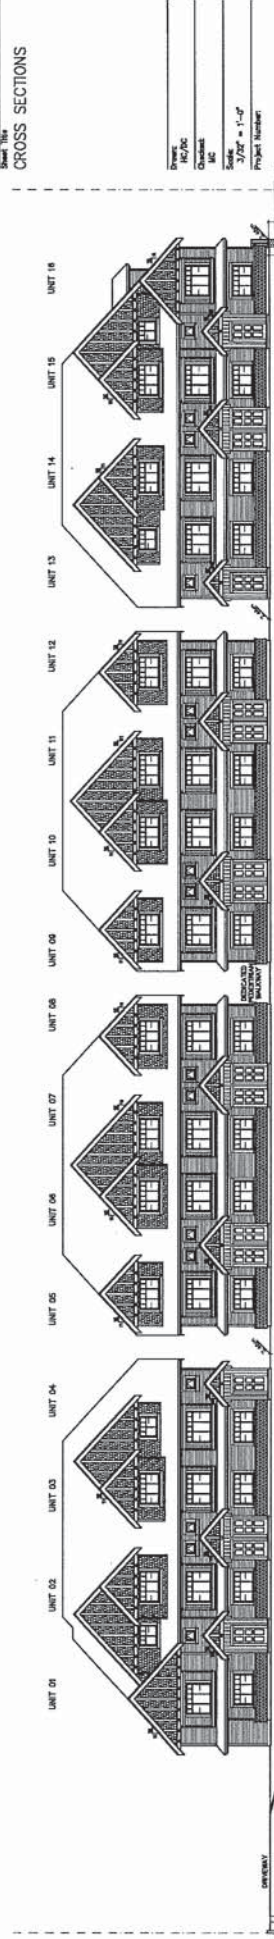 Sheet Title
CROSS SECTIONS
Drawn:
HC/DC
Checked:
MC
Scale:
3/32" = 1'-0"
Project Number:
UNIT 01
UNIT 02
UNIT 03
UNIT 04
UNIT 05
UNIT 06
UNIT 07
UNIT 08
UNIT 09
UNIT 10
UNIT 11
UNIT 12
UNIT 13
UNIT 14
UNIT 15
UNIT 16
DRIVEWAY
DEDICATED
PEDESTRIAN
WALKWAY